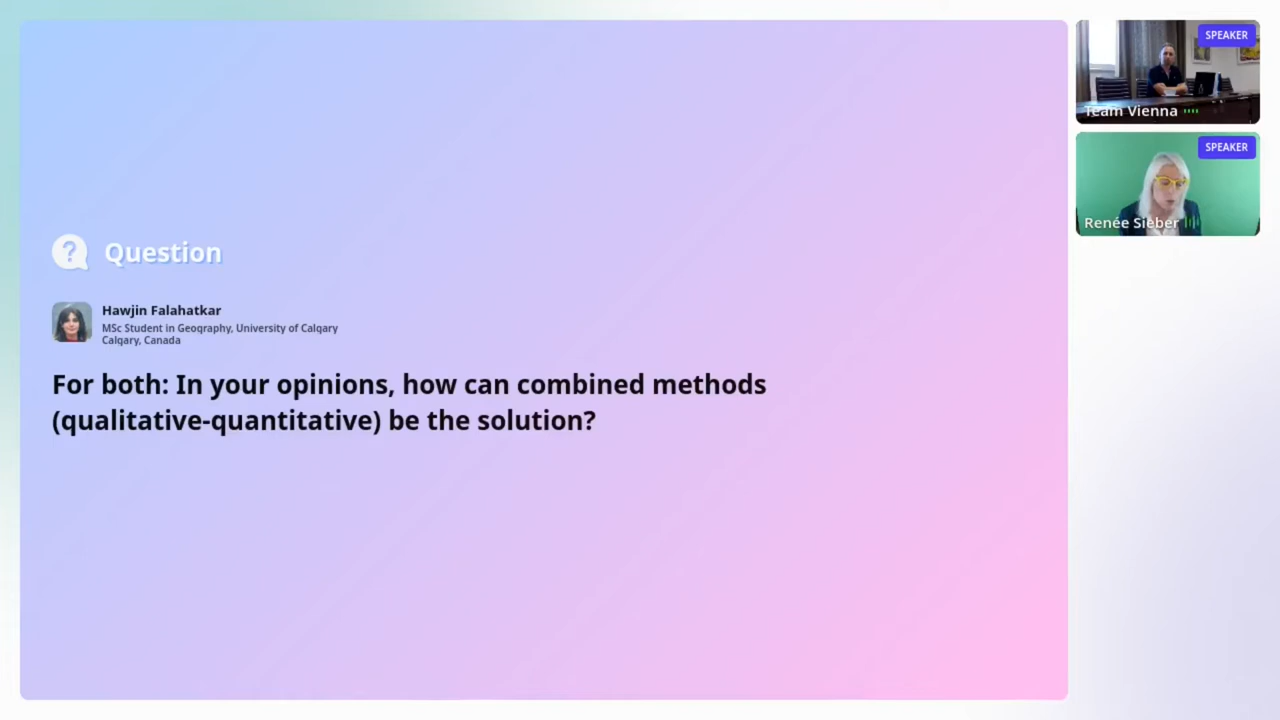 Question
Hawjin Falahatkar
MSc Student in Geography, University of Calgary
Calgary, Canada
For both: In your opinions, how can combined methods
(qualitative-quantitative) be the solution?
SPEAKER
Team Vienna
SPEAKER
Renée Sieber